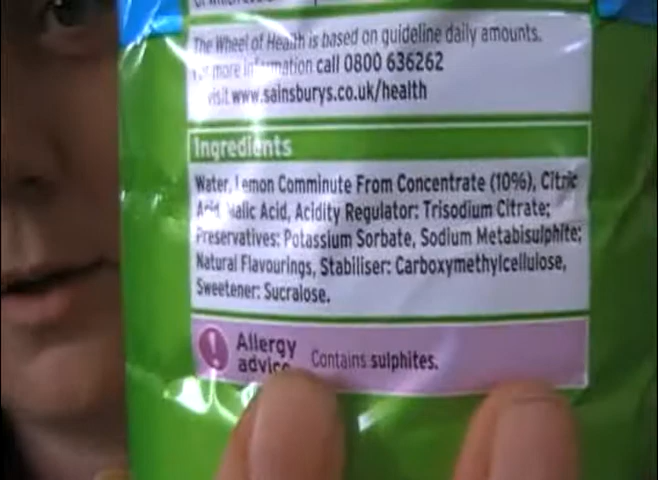 The Wheel of Health is based on guideline daily amounts.
more information call 0800 636262
visit www.sainsburys.co.uk/health
Ingredients
Water, Lemon Comminute From Concentrate (10%), Citric
Acid, Malic Acid, Acidity Regulator: Trisodium Citrate;
Preservatives: Potassium Sorbate, Sodium Metabisulphite;
Natural Flavourings, Stabiliser: Carboxymethylcellulose,
Sweetener: Sucralose.
! Allergy
advice
Contains sulphites.